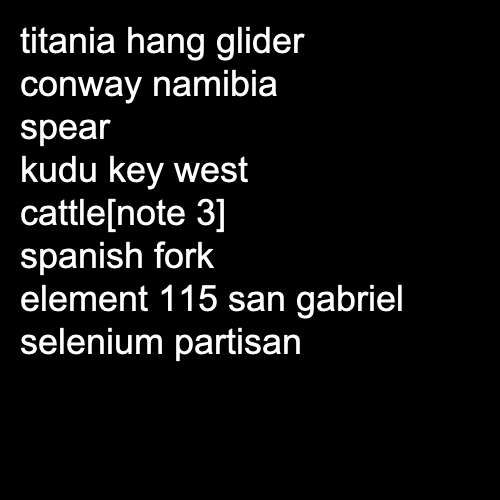 titania hang glider
conway namibia
spear
kudu key west
cattle[note 3]
spanish fork
element 115 san gabriel
selenium partisan